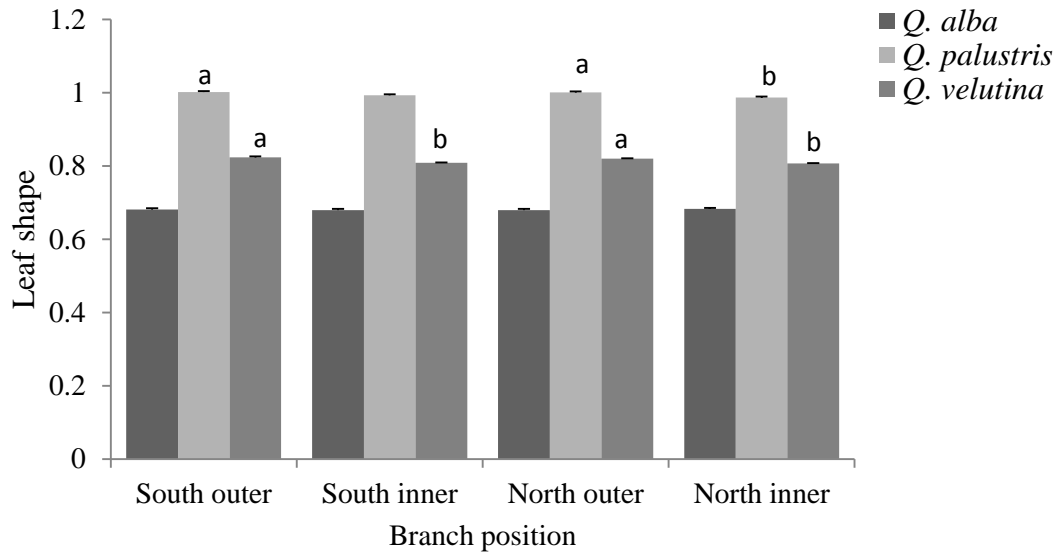 1.2
1
0.8
0.6
0.4
0.2
0
Leaf shape
a
a
b
a
a
b
b
South outer
South inner
North outer
North inner
Branch position
Q. alba
Q. palustris
Q. velutina